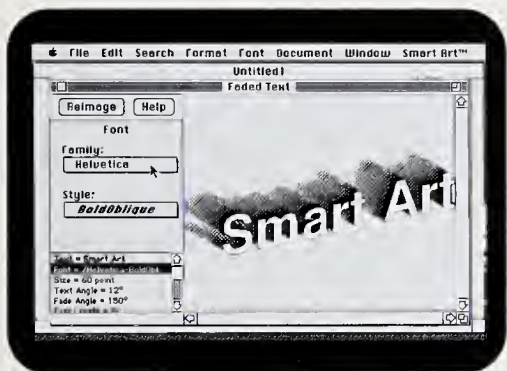 File Edit Search Format Font Document Window Smart Art™
Untitled1
Faded Text
Reimage Help
Font
Family:
Helvetica
Style:
BoldOblique
Text = Smart Art
Font = /Helvetica-BoldObl
Size = 60 point
Text Angle = 12°
Fade Angle = 150°
Smart Art